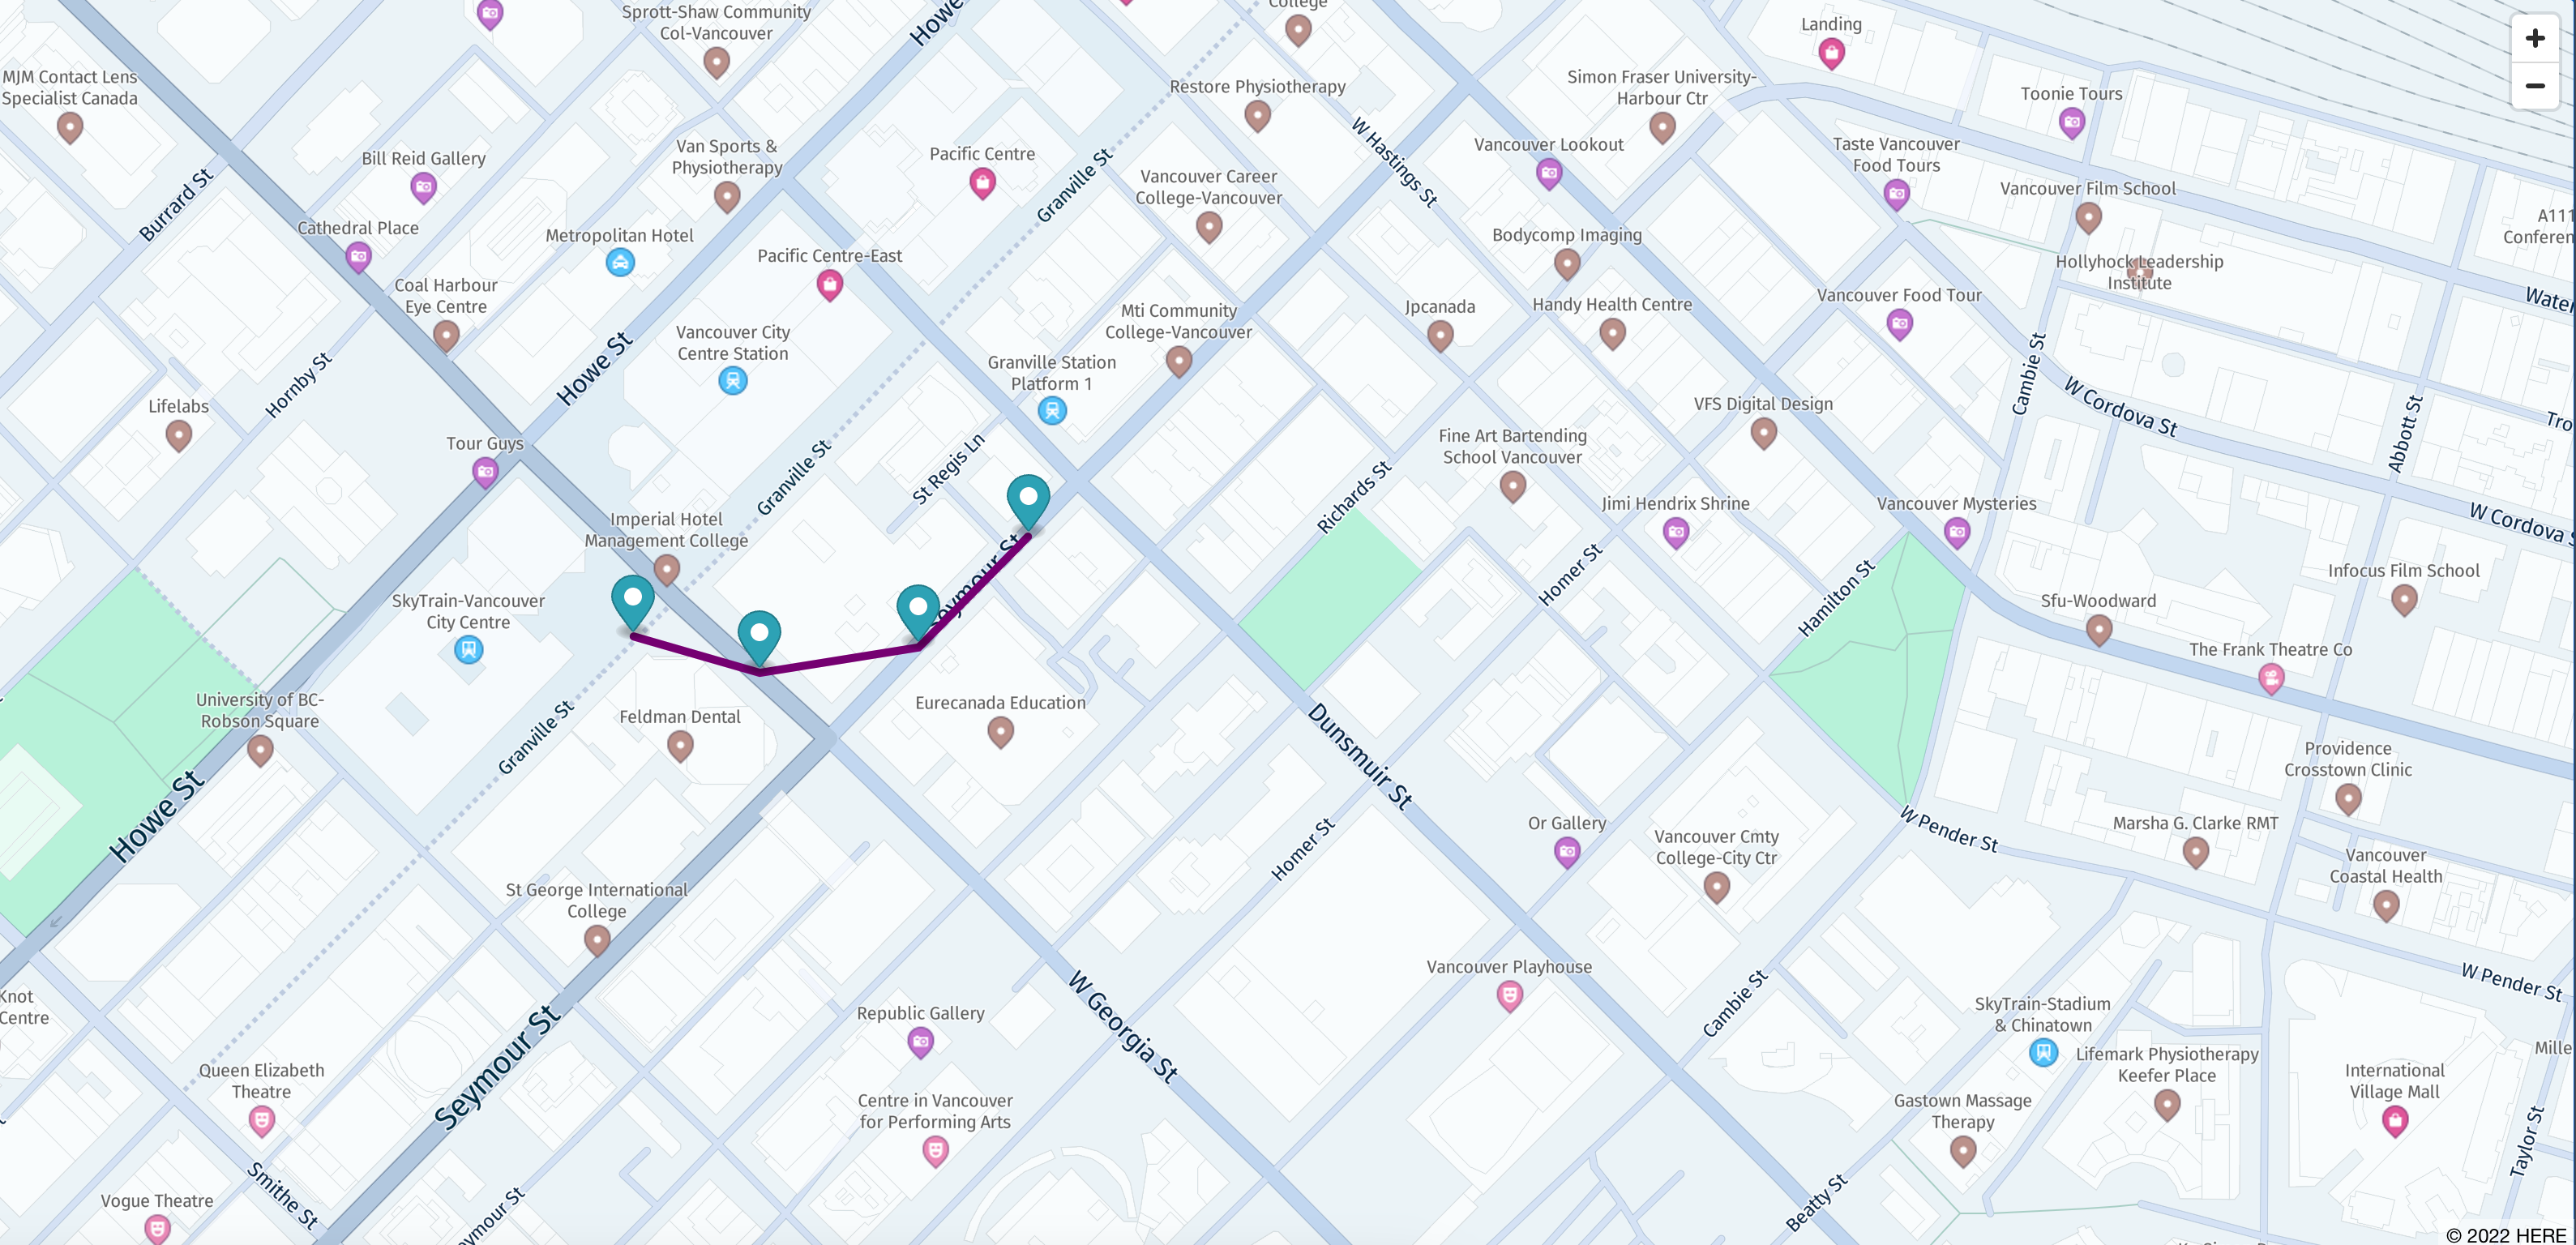 Sprott-Shaw Community
Col-Vancouver
Howe
College
Landing
+
−
MJM Contact Lens
Specialist Canada
Restore Physiotherapy
Simon Fraser University-
Harbour Ctr
Toonie Tours
W Hastings St
Bill Reid Gallery
Van Sports &
Physiotherapy
Pacific Centre
Granville St
Vancouver Lookout
Taste Vancouver
Food Tours
Burrard St
Vancouver Career
College-Vancouver
Vancouver Film School
Cathedral Place
Metropolitan Hotel
Pacific Centre-East
Bodycomp Imaging
A111
Conferen
Hollyhock Leadership
Institute
Coal Harbour
Eye Centre
Mti Community
College-Vancouver
Jpcanada
Handy Health Centre
Vancouver Food Tour
Water
Vancouver City
Centre Station
Howe St
Hornby St
Granville Station
Platform 1
Cambie St
W Cordova St
Lifelabs
VFS Digital Design
Abbott St
Tro
Tour Guys
Granville St
St Regis Ln
Fine Art Bartending
School Vancouver
Richards St
Jimi Hendrix Shrine
Vancouver Mysteries
W Cordova S
Imperial Hotel
Management College
Seymour St
Homer St
Hamilton St
Infocus Film School
SkyTrain-Vancouver
City Centre
Sfu-Woodward
The Frank Theatre Co
University of BC-
Robson Square
Granville St
Feldman Dental
Eurecanada Education
Dunsmuir St
Providence
Crosstown Clinic
Howe St
Or Gallery
Vancouver Cmty
College-City Ctr
W Pender St
Marsha G. Clarke RMT
Homer St
Vancouver
Coastal Health
St George International
College
Vancouver Playhouse
W Pender St
Knot
Centre
W Georgia St
Cambie St
SkyTrain-Stadium
& Chinatown
Republic Gallery
Seymour St
Lifemark Physiotherapy
Keefer Place
Mille
Queen Elizabeth
Theatre
International
Village Mall
Centre in Vancouver
for Performing Arts
Gastown Massage
Therapy
Taylor St
Smithe St
Vogue Theatre
eymour St
Beatty St
© 2022 HERE